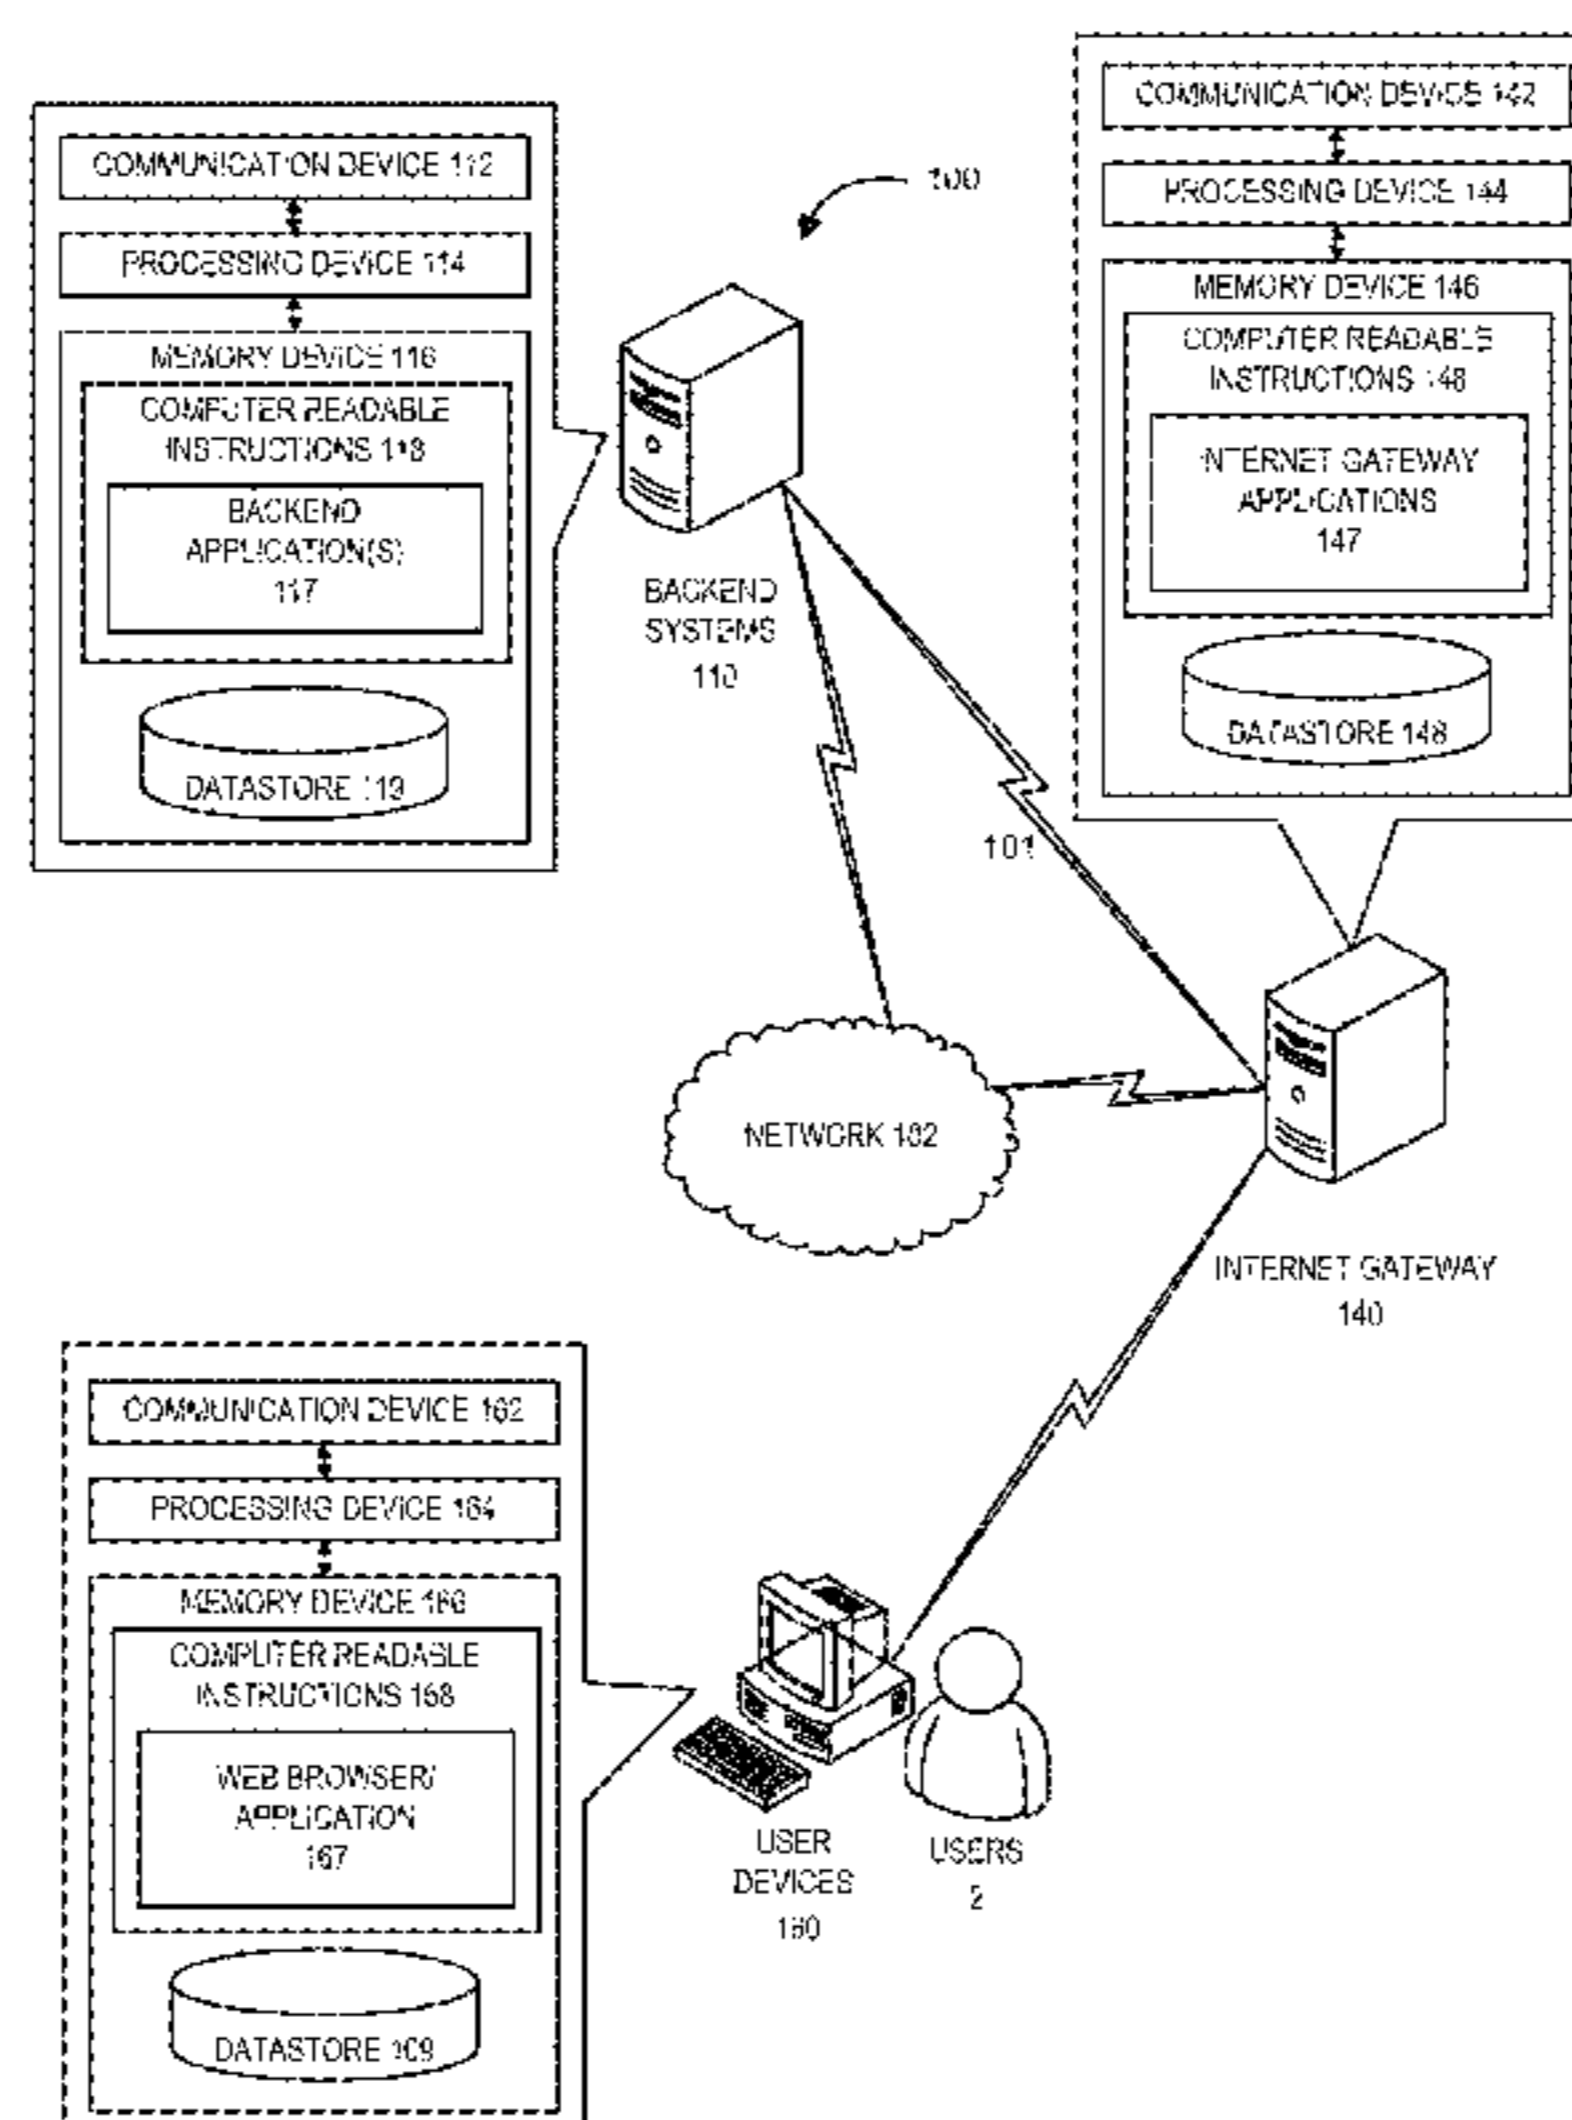 COMMUNICATION DEVICE 112
PROCESSING DEVICE 114
MEMORY DEVICE 116
COMPUTER READABLE
INSTRUCTIONS 118
BACKEND
APPLICATION(S)
117
DATASTORE 119
100
BACKEND
SYSTEMS
110
COMMUNICATION DEVICE 142
PROCESSING DEVICE 144
MEMORY DEVICE 146
COMPUTER READABLE
INSTRUCTIONS 148
INTERNET GATEWAY
APPLICATIONS
147
DATASTORE 148
101
NETWORK 102
INTERNET GATEWAY
140
COMMUNICATION DEVICE 162
PROCESSING DEVICE 164
MEMORY DEVICE 166
COMPUTER READABLE
INSTRUCTIONS 168
WEB BROWSER/
APPLICATION
167
DATASTORE
USER
DEVICES
160
USERS
2